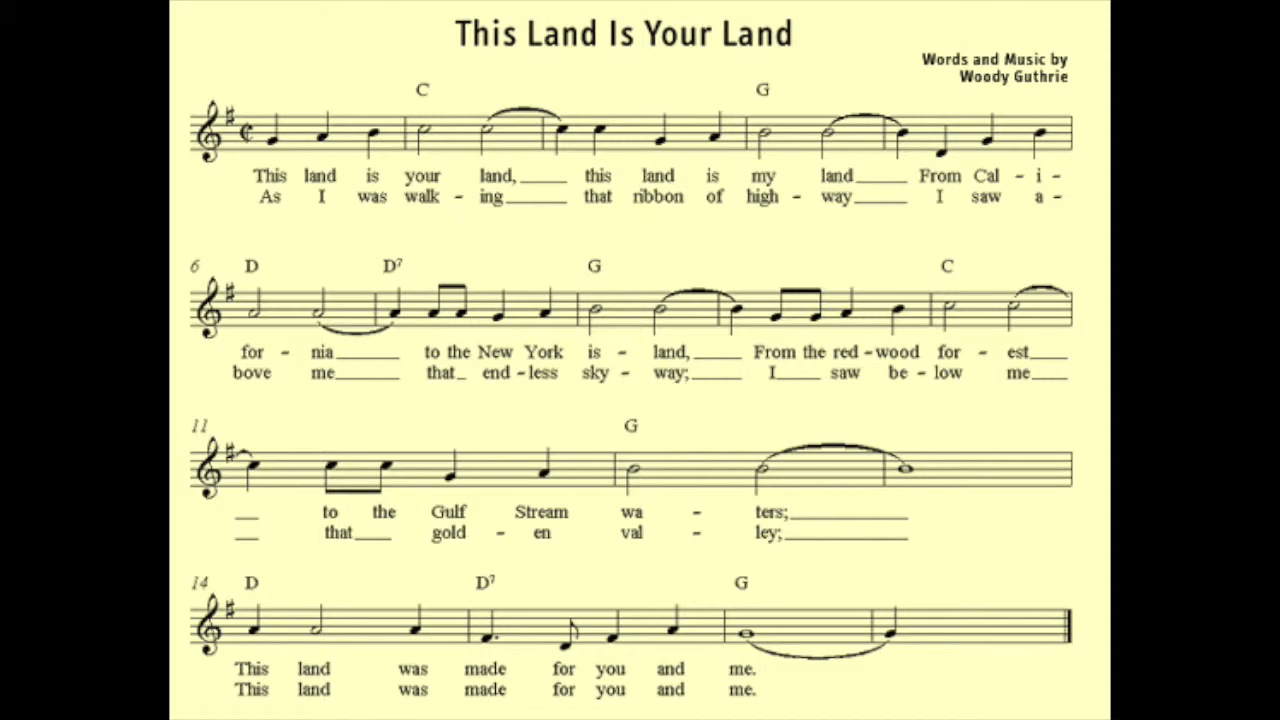 This Land Is Your Land
Words and Music by
Woody Guthrie
C G
This land is your land, this land is my land From Cal - i -
As I was walk - ing that ribbon of high - way I saw a -
6 D D7 G C
for - nia to the New York is - land, From the red - wood for - est
bove me that end - less sky - way; I saw be - low me
11 G
to the Gulf Stream wa - ters;
that gold - en val - ley;
14 D D7 G
This land was made for you and me.
This land was made for you and me.